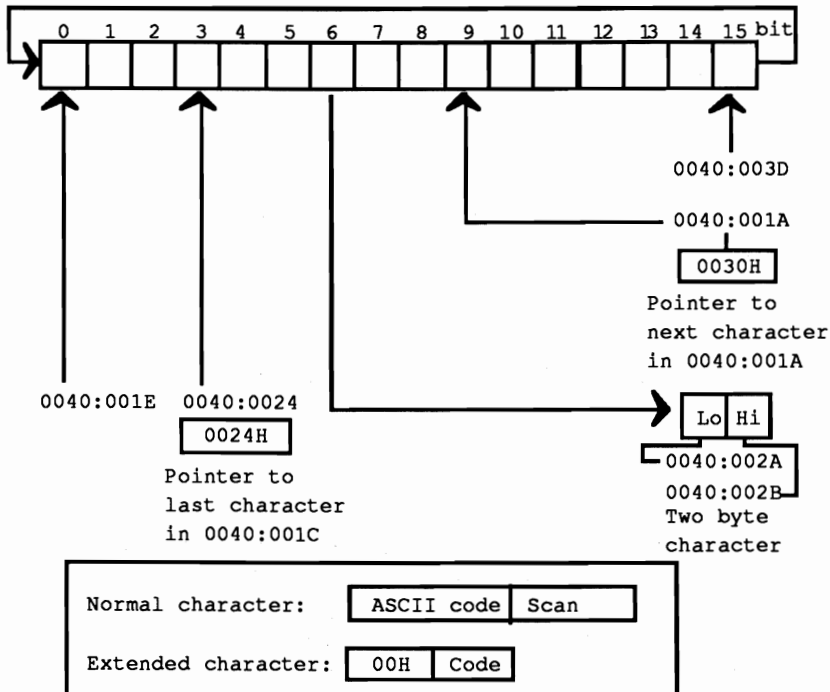 0 1 2 3 4 5 6 7 8 9 10 11 12 13 14 15 bit
0040:003D
0040:001A
0030H
Pointer to
next character
in 0040:001A
0040:001E 0040:0024
0024H
Pointer to
last character
in 0040:001C
Lo Hi
0040:002A
0040:002B
Two byte
character
Normal character: ASCII code Scan
Extended character: 00H Code